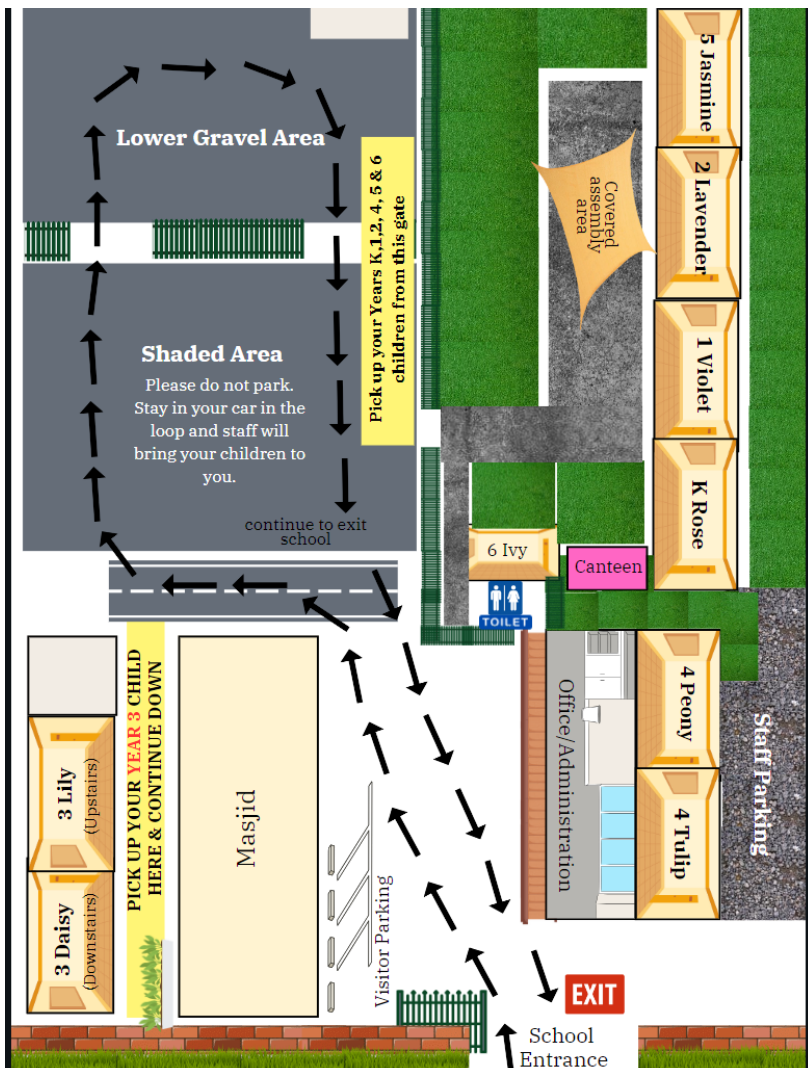 Lower Gravel Area
Pick up your Years K,1,2, 4, 5 & 6
children from this gate
Shaded Area
Please do not park.
Stay in your car in the
loop and staff will
bring your children to
you.
continue to exit
school
5 Jasmine
2 Lavender
Covered
assembly
area
1 Violet
K Rose
6 Ivy
Canteen
TOILET
4 Peony
4 Tulip
Staff Parking
Office/Administration
PICK UP YOUR YEAR 3 CHILD
HERE & CONTINUE DOWN
3 Lily
(Upstairs)
3 Daisy
(Downstairs)
Masjid
Visitor Parking
EXIT
School
Entrance